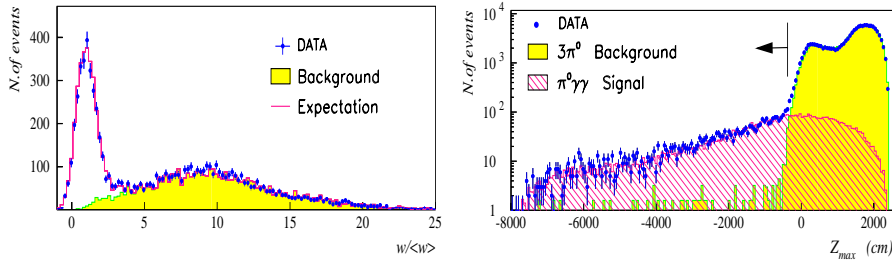 N.of events
400
300
200
100
0
5
10
15
20
25
w/<w>
DATA
Background
Expectation
N.of events
10⁴
10³
10²
10
1
-8000
-6000
-4000
-2000
0
2000
Zmax (cm)
DATA
3π⁰ Background
π⁰γγ Signal